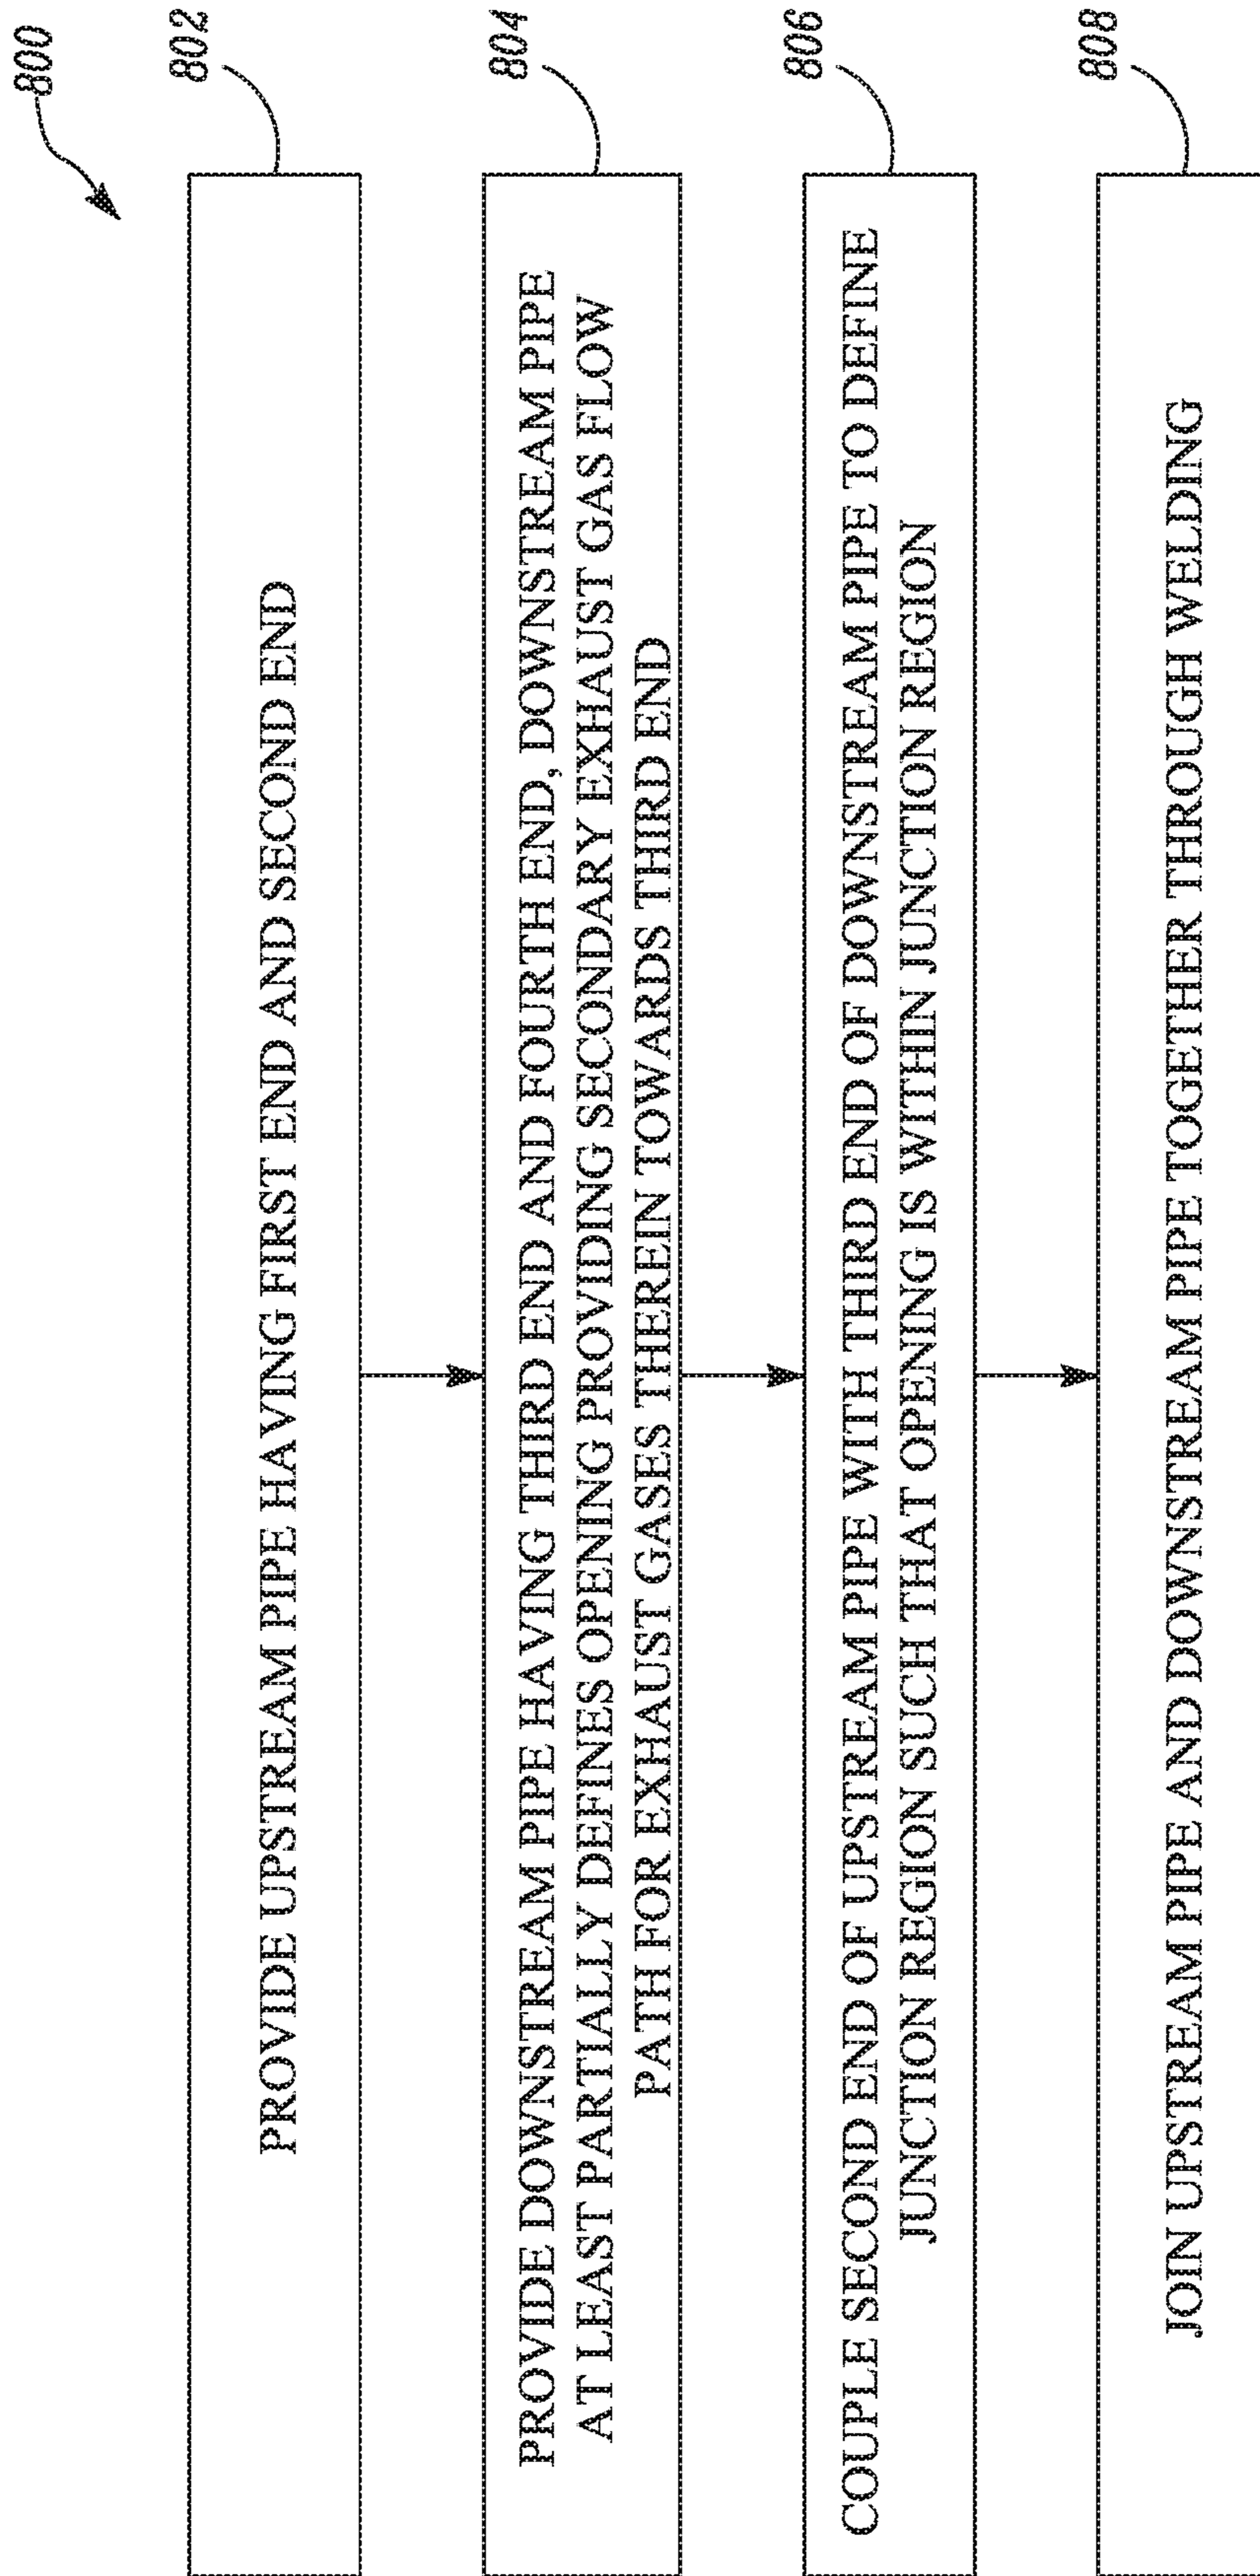 800
802
PROVIDE UPSTREAM PIPE HAVING FIRST END AND SECOND END
804
PROVIDE DOWNSTREAM PIPE HAVING THIRD END AND FOURTH END, DOWNSTREAM PIPE
AT LEAST PARTIALLY DEFINES OPENING PROVIDING SECONDARY EXHAUST GAS FLOW
PATH FOR EXHAUST GASES THEREIN TOWARDS THIRD END
806
COUPLE SECOND END OF UPSTREAM PIPE WITH THIRD END OF DOWNSTREAM PIPE TO DEFINE
JUNCTION REGION SUCH THAT OPENING IS WITHIN JUNCTION REGION
808
JOIN UPSTREAM PIPE AND DOWNSTREAM PIPE TOGETHER THROUGH WELDING